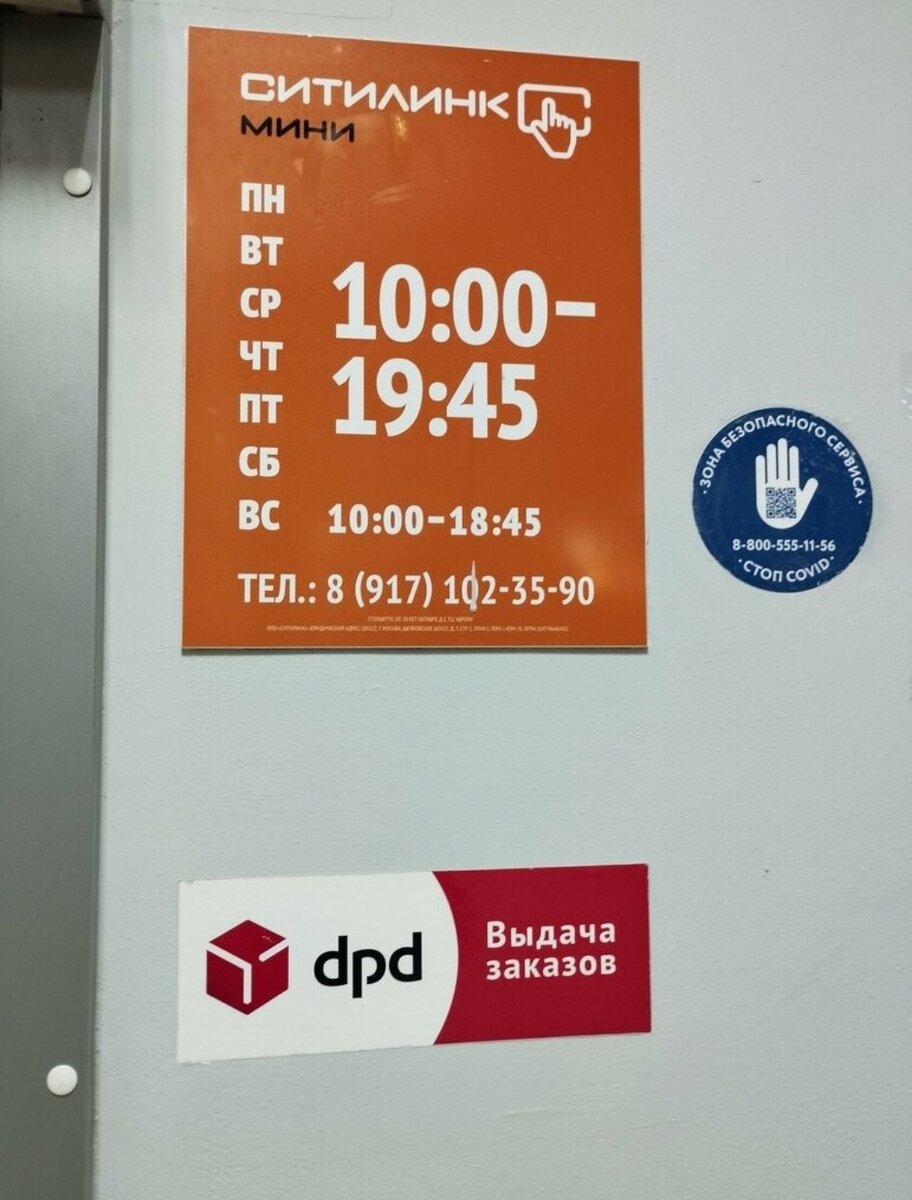 СИТИЛИНК
МИНИ
ПН
ВТ
СР
ЧТ
ПТ
СБ
10:00–
19:45
ВС 10:00–18:45
ТЕЛ.: 8 (917) 102-35-90
·ЗОНА БЕЗОПАСНОГО СЕРВИСА·
8-800-555-11-56
·СТОП COVID·
dpd
Выдача
заказов